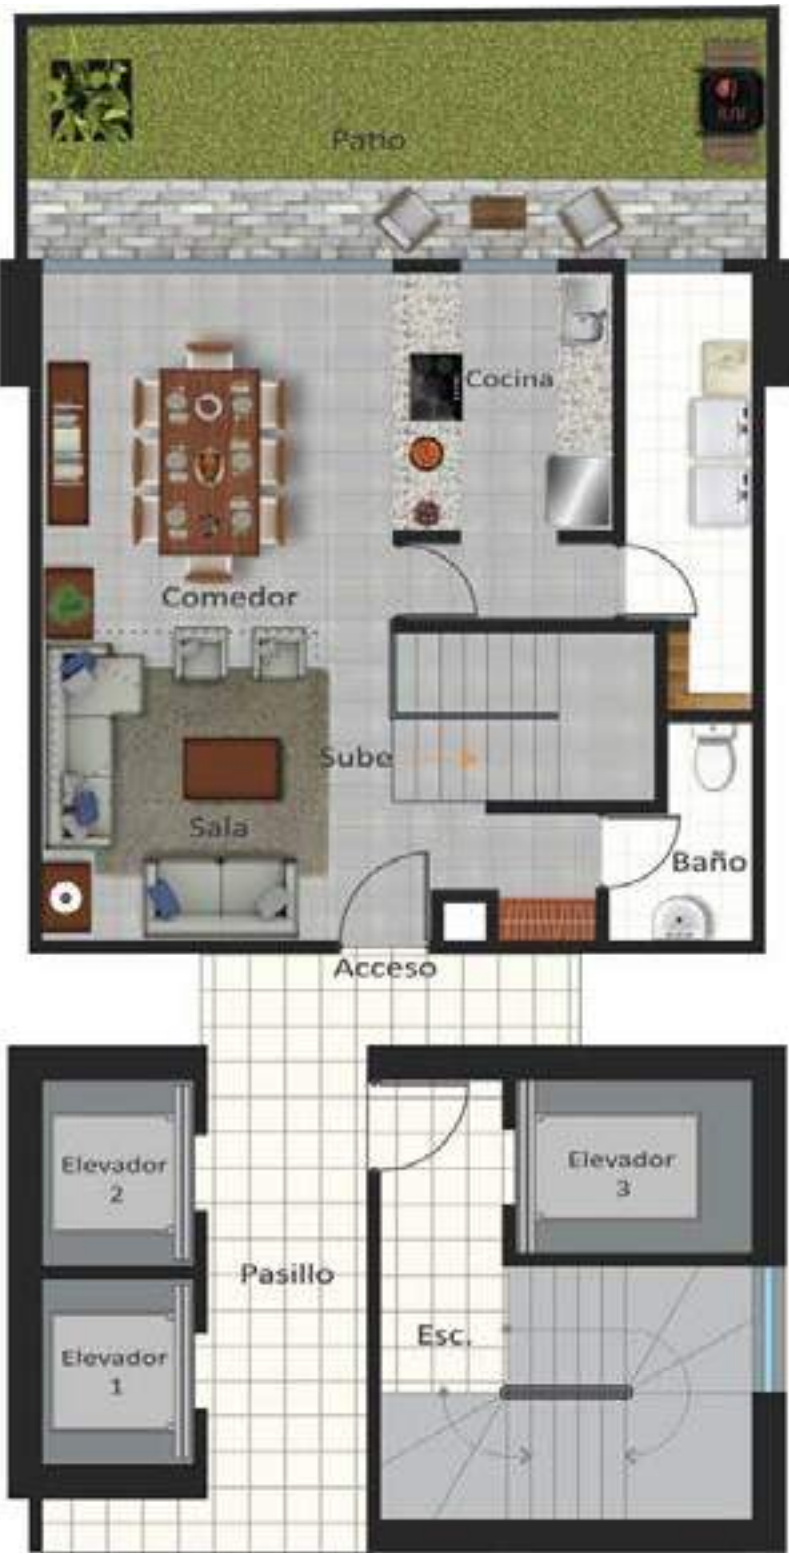 Patio
Cocina
Comedor
Sube
Sala
Baño
Acceso
Elevador
2
Elevador
3
Pasillo
Elevador
1
Esc.